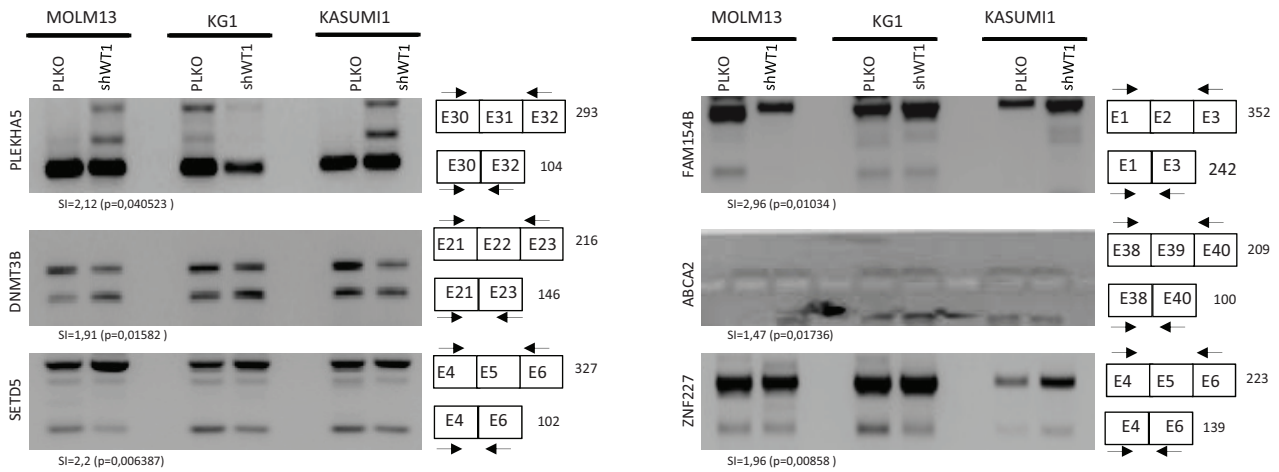 MOLM13 KG1 KASUMI1
PLKO shWT1 PLKO shWT1 PLKO shWT1
PLEKHA5
E30 E31 E32 293
E30 E32 104
SI=2,12 (p=0,040523 )
DNMT3B
E21 E22 E23 216
E21 E23 146
SI=1,91 (p=0,01582 )
SETD5
E4 E5 E6 327
E4 E6 102
SI=2,2 (p=0,006387)
MOLM13 KG1 KASUMI1
PLKO shWT1 PLKO shWT1 PLKO shWT1
FAM154B
E1 E2 E3 352
E1 E3 242
SI=2,96 (p=0,01034 )
ABCA2
E38 E39 E40 209
E38 E40 100
SI=1,47 (p=0,01736)
ZNF227
E4 E5 E6 223
E4 E6 139
SI=1,96 (p=0,00858 )